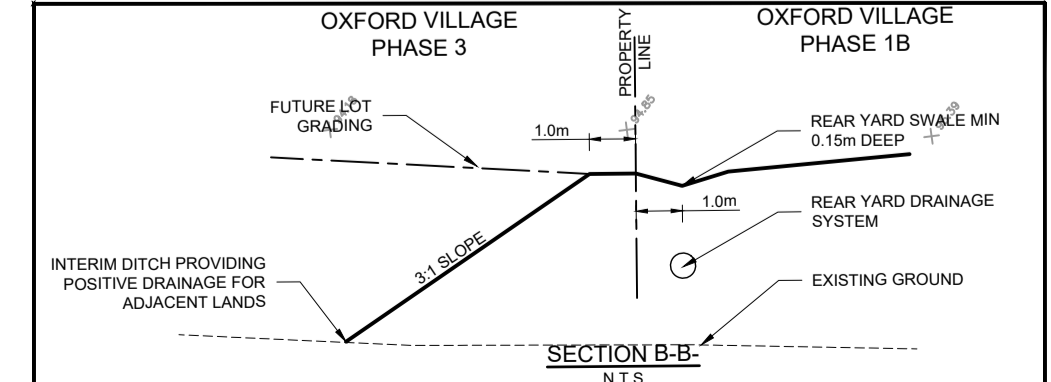 OXFORD VILLAGE
PHASE 3
OXFORD VILLAGE
PHASE 1B
PROPERTY
LINE
FUTURE LOT
GRADING
1.0m
94.85
REAR YARD SWALE MIN
0.15m DEEP
1.0m
REAR YARD DRAINAGE
SYSTEM
3:1 SLOPE
INTERIM DITCH PROVIDING
POSITIVE DRAINAGE FOR
ADJACENT LANDS
EXISTING GROUND
SECTION B-B-
N.T.S.